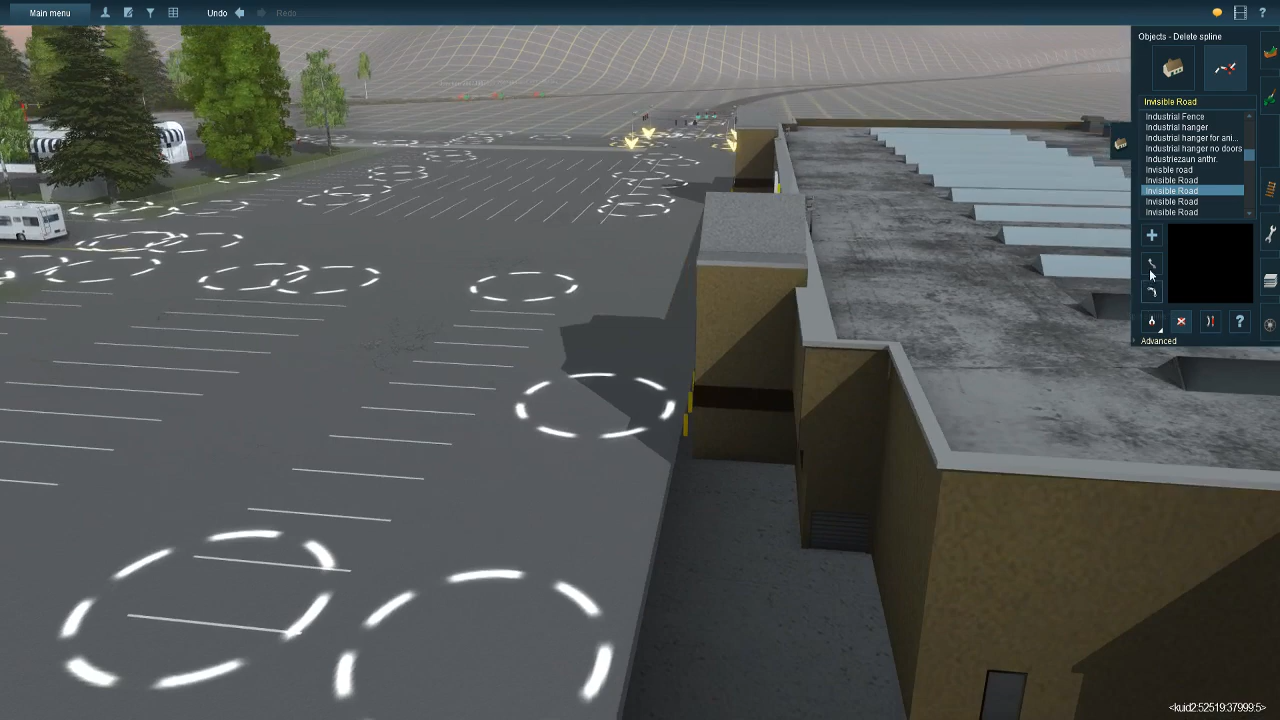 Main menu
Undo
Redo
?
Objects - Delete spline
Invisible Road
Industrial Fence
Industrial hanger
Industrial hanger for ani...
Industrial hanger no doors
Industriezaun anthr.
Invisible road
Invisible Road
Invisible Road
Invisible Road
Invisible Road
?
Advanced
<kuid2:52519:37999:5>